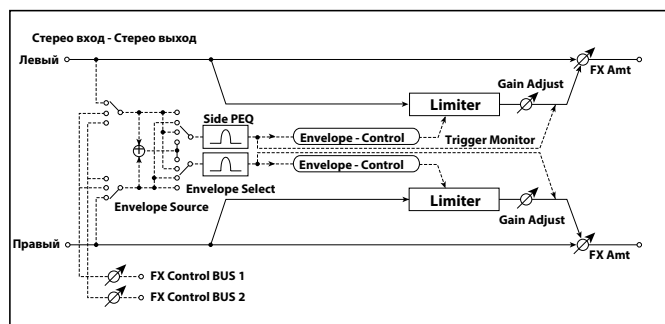 Стерео вход - Стерео выход
Левый
FX Amt
Gain Adjust
Limiter
Side PEQ
Envelope - Control
Trigger Monitor
Envelope - Control
Envelope Select
Envelope Source
Limiter
Gain Adjust
Правый
FX Amt
FX Control BUS 1
FX Control BUS 2